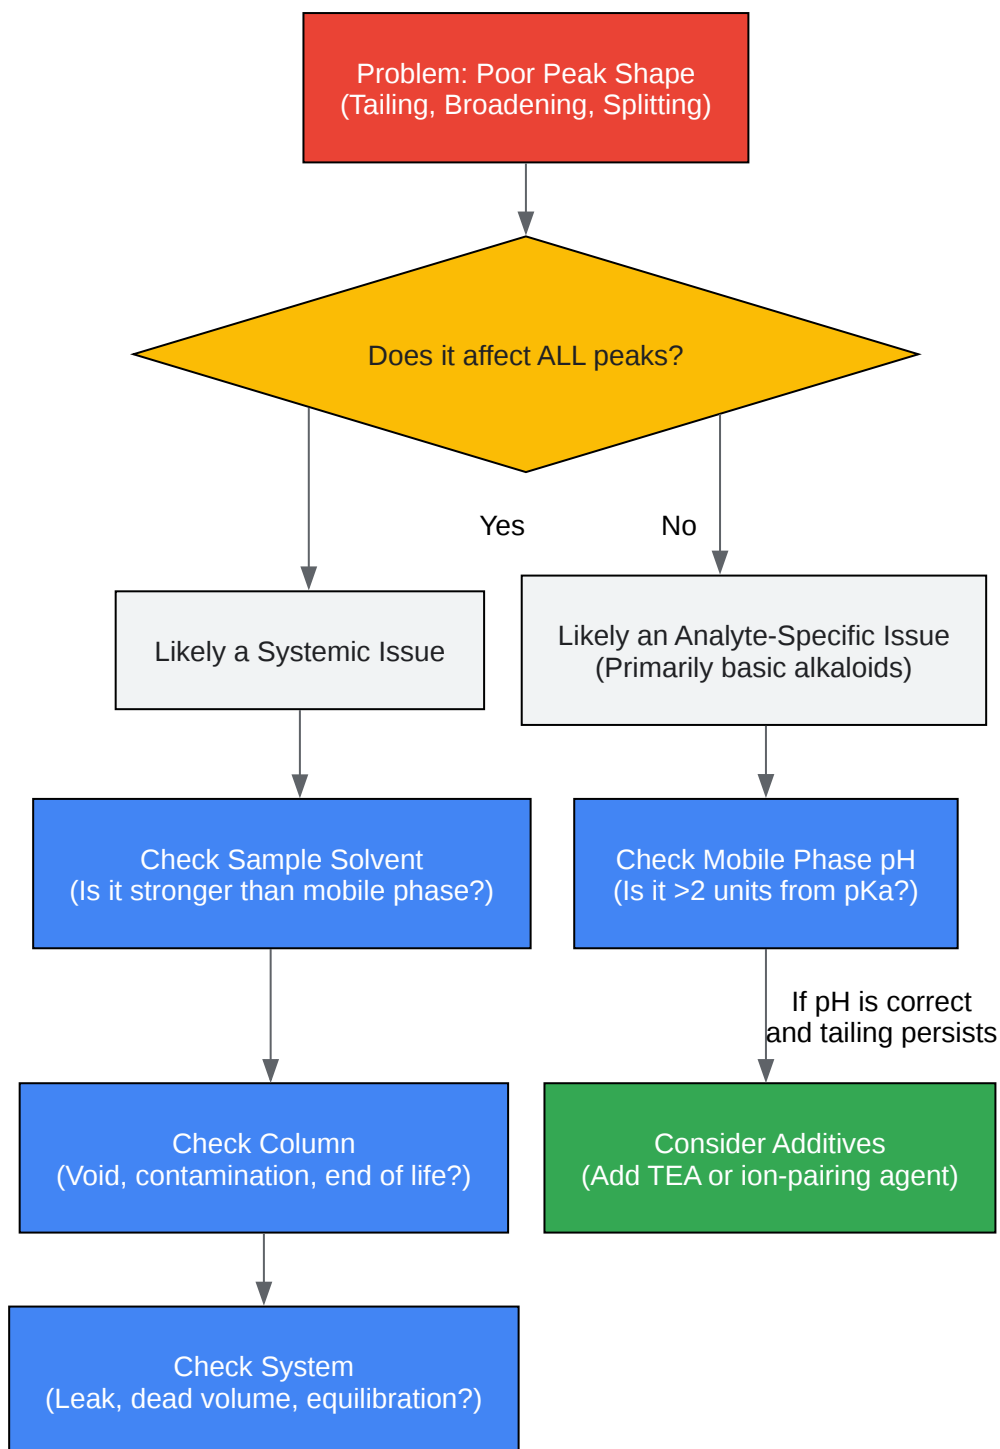 Problem: Poor Peak Shape
(Tailing, Broadening, Splitting)
Does it affect ALL peaks?
Yes
No
Likely a Systemic Issue
Likely an Analyte-Specific Issue
(Primarily basic alkaloids)
Check Sample Solvent
(Is it stronger than mobile phase?)
Check Mobile Phase pH
(Is it >2 units from pKa?)
If pH is correct
and tailing persists
Check Column
(Void, contamination, end of life?)
Consider Additives
(Add TEA or ion-pairing agent)
Check System
(Leak, dead volume, equilibration?)